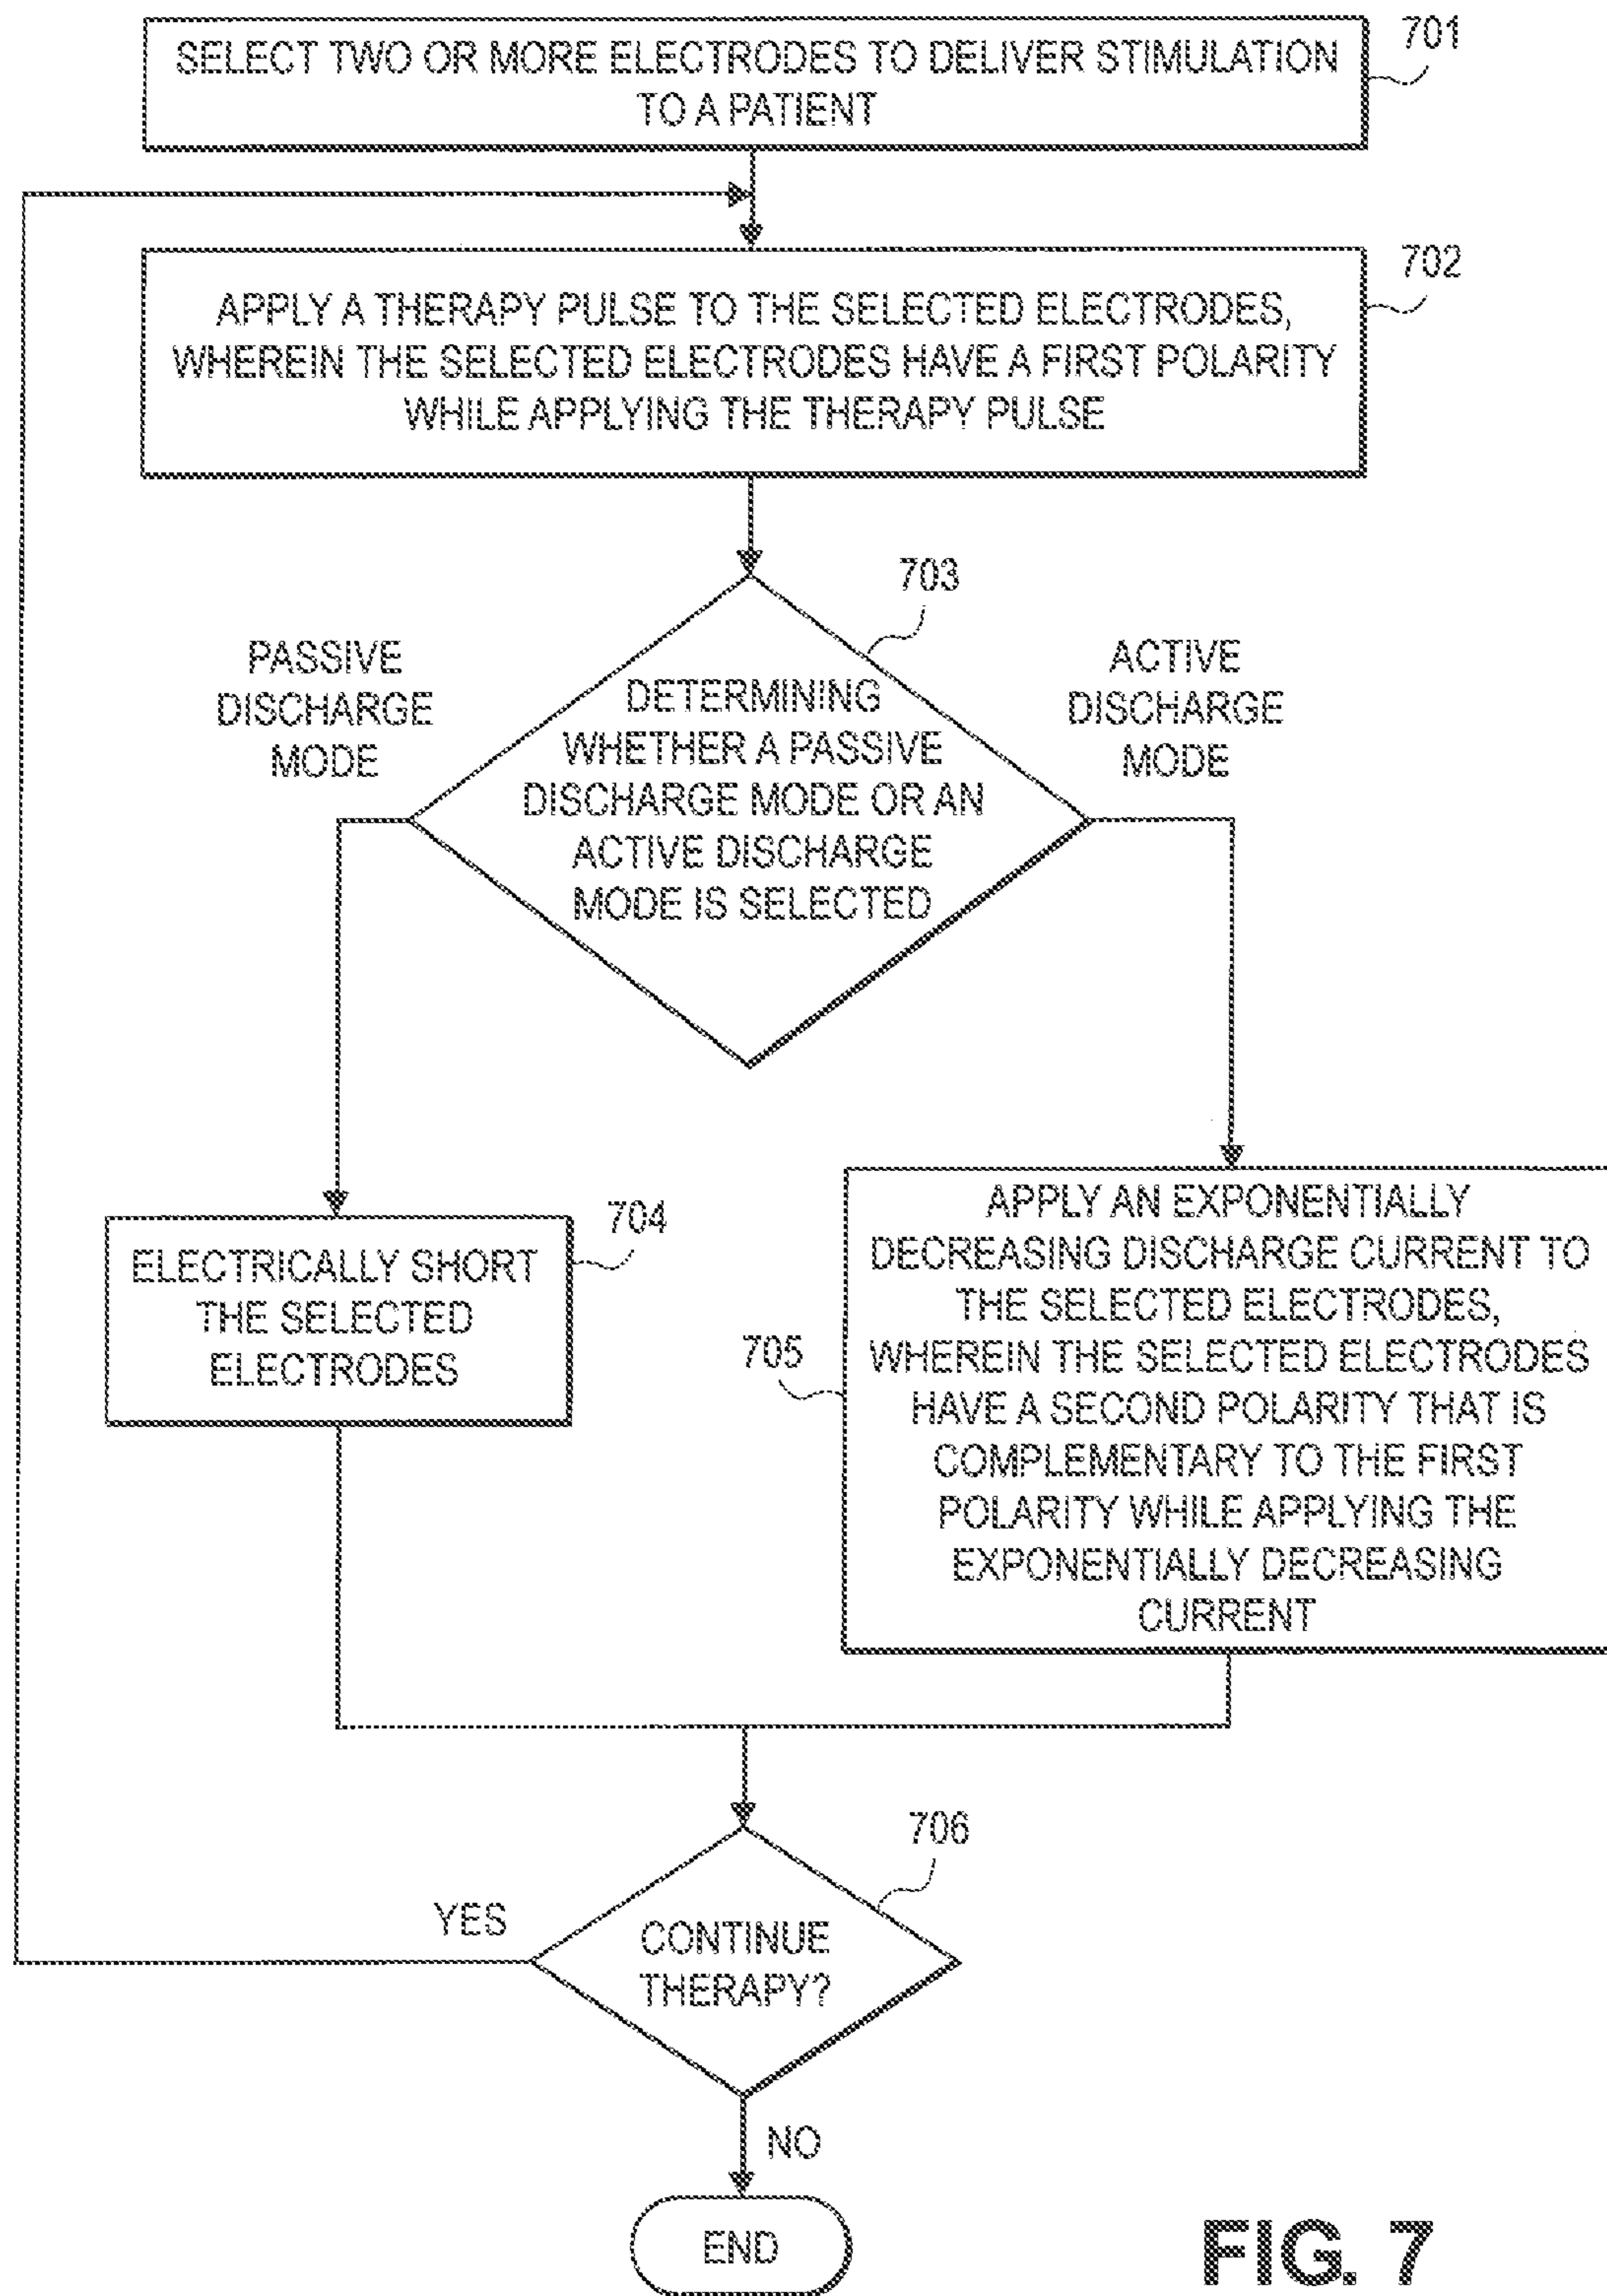 SELECT TWO OR MORE ELECTRODES TO DELIVER STIMULATION
TO A PATIENT
701
APPLY A THERAPY PULSE TO THE SELECTED ELECTRODES,
WHEREIN THE SELECTED ELECTRODES HAVE A FIRST POLARITY
WHILE APPLYING THE THERAPY PULSE
702
703
PASSIVE
DISCHARGE
MODE
DETERMINING
WHETHER A PASSIVE
DISCHARGE MODE OR AN
ACTIVE DISCHARGE
MODE IS SELECTED
ACTIVE
DISCHARGE
MODE
ELECTRICALLY SHORT
THE SELECTED
ELECTRODES
704
705
APPLY AN EXPONENTIALLY
DECREASING DISCHARGE CURRENT TO
THE SELECTED ELECTRODES,
WHEREIN THE SELECTED ELECTRODES
HAVE A SECOND POLARITY THAT IS
COMPLEMENTARY TO THE FIRST
POLARITY WHILE APPLYING THE
EXPONENTIALLY DECREASING
CURRENT
706
YES
CONTINUE
THERAPY?
NO
END
FIG. 7